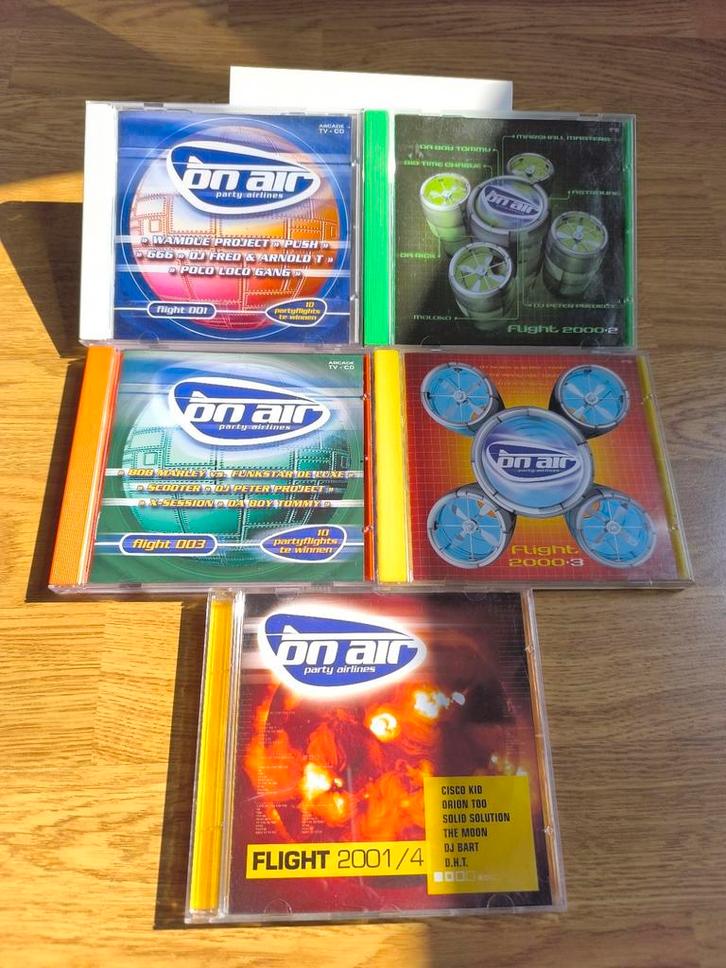 ARCADE
TV - CD
on air
party airlines
» WAMDUE PROJECT » PUSH »
» 666 » DJ FRED & ARNOLD T »
» POCO LOCO GANG »
flight 001
10
partyflights
te winnen
MARSHALL MASTERS
DA BOY TOMMY
BIG TIME CHARLIE
ASTROLINE
on air
DA RICK
DJ PETER PROJECT
MOLOKO
flight 2000-2
ARCADE
TV - CD
on air
party airlines
BOB MARLEY vs. FUNKSTAR DE LUXE
SCOOTER DJ PETER PROJECT
X-SESSION DA BOY TOMMY
flight 003
10
partyflights
te winnen
on air
party airlines
flight
2000-3
on air
party airlines
CISCO KID
ORION TOO
SOLID SOLUTION
THE MOON
DJ BART
D.H.T.
FLIGHT 2001/4